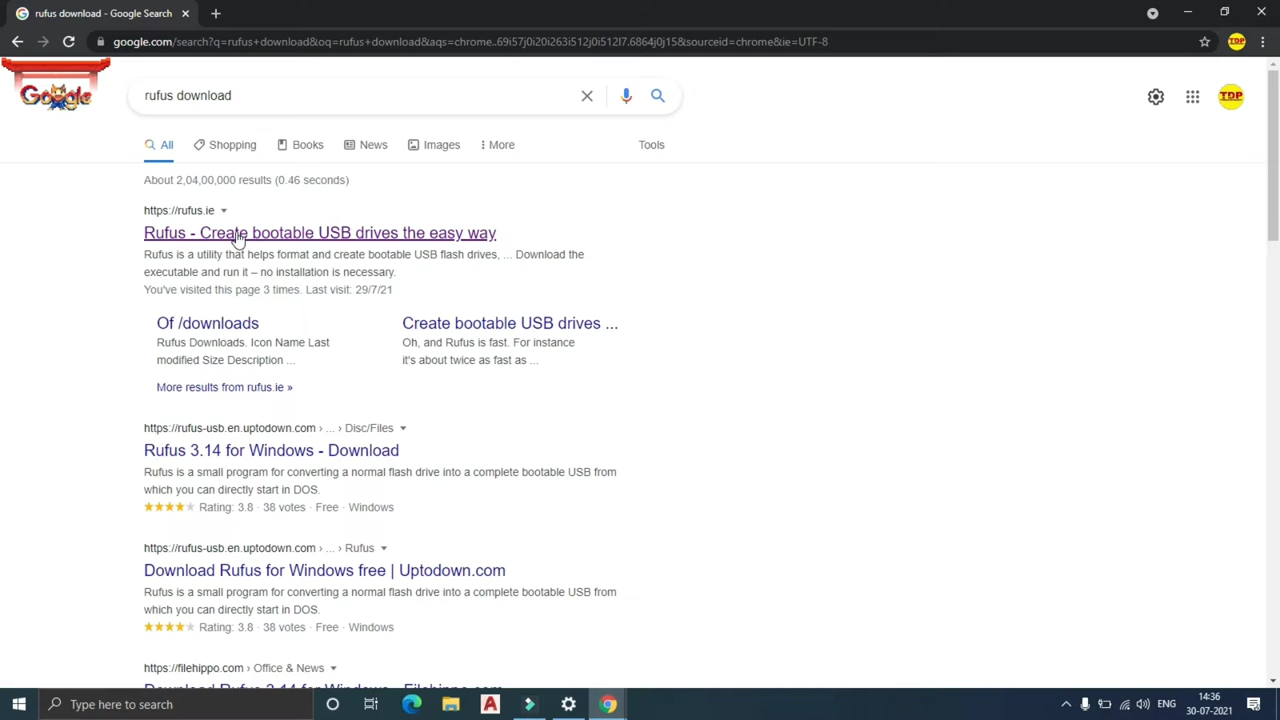 rufus download - Google Search
google.com/search?q=rufus+download&oq=rufus+download&aqs=chrome..69i57j0i20i263i512j0i512l7.6864j0j15&sourceid=chrome&ie=UTF-8
TDP
Google
rufus download
TDP
All Shopping Books News Images More Tools
About 2,04,00,000 results (0.46 seconds)
https://rufus.ie
Rufus - Create bootable USB drives the easy way
Rufus is a utility that helps format and create bootable USB flash drives, ... Download the
executable and run it – no installation is necessary.
You've visited this page 3 times. Last visit: 29/7/21
Of /downloads Create bootable USB drives ...
Rufus Downloads. Icon Name Last Oh, and Rufus is fast. For instance
modified Size Description ... it's about twice as fast as ...
More results from rufus.ie »
https://rufus-usb.en.uptodown.com › ... › Disc/Files
Rufus 3.14 for Windows - Download
Rufus is a small program for converting a normal flash drive into a complete bootable USB from
which you can directly start in DOS.
Rating: 3.8 · 38 votes · Free · Windows
https://rufus-usb.en.uptodown.com › ... › Rufus
Download Rufus for Windows free | Uptodown.com
Rufus is a small program for converting a normal flash drive into a complete bootable USB from
which you can directly start in DOS.
Rating: 3.8 · 38 votes · Free · Windows
https://filehippo.com › Office & News
Download Rufus 3.14 for Windows - Filehippo.com
Type here to search
A
ENG
14:36
30-07-2021